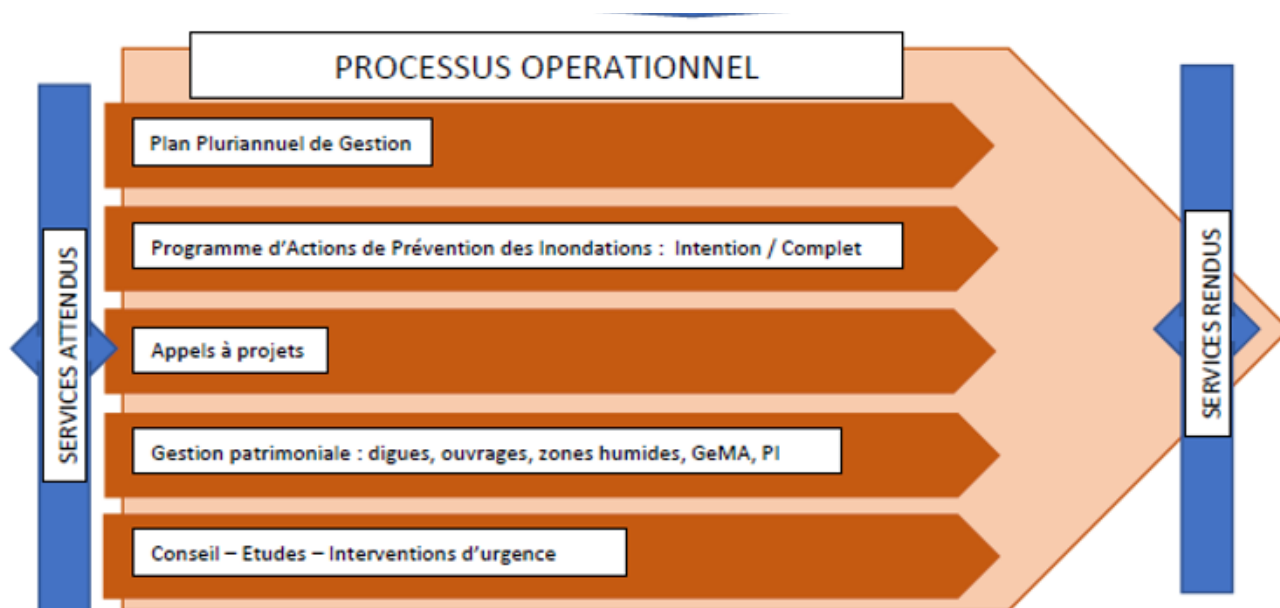 PROCESSUS OPERATIONNEL
Plan Pluriannuel de Gestion
Programme d'Actions de Prévention des Inondations : Intention / Complet
Appels à projets
Gestion patrimoniale : digues, ouvrages, zones humides, GeMA, PI
Conseil – Etudes – Interventions d'urgence
SERVICES ATTENDUS
SERVICES RENDUS